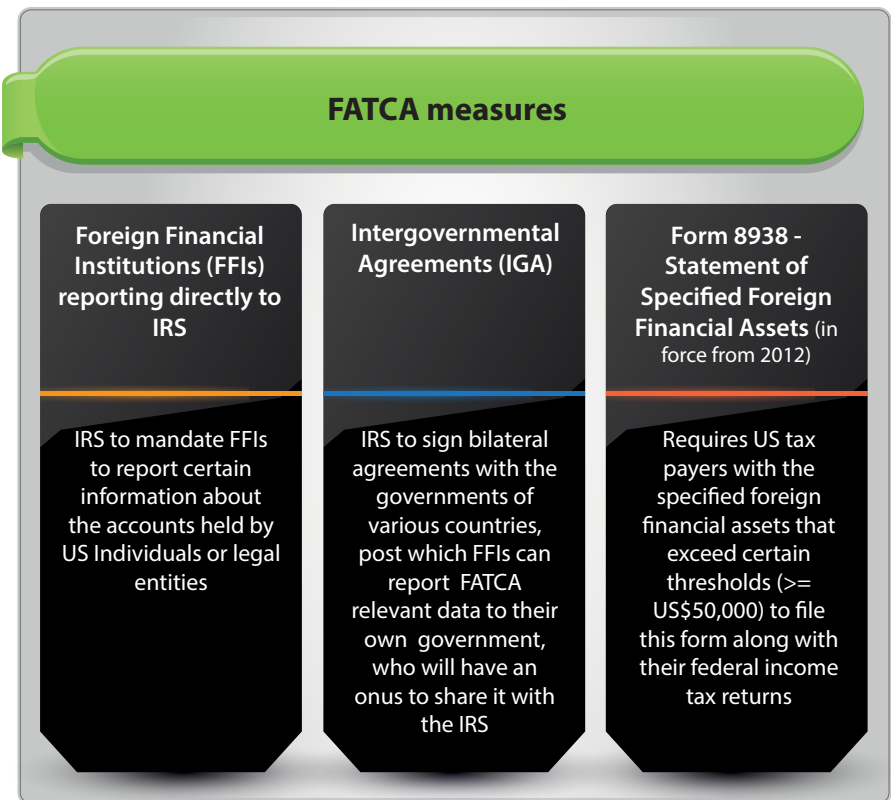 FATCA measures
Foreign Financial
Institutions (FFIs)
reporting directly to
IRS
IRS to mandate FFIs
to report certain
information about
the accounts held by
US Individuals or legal
entities
Intergovernmental
Agreements (IGA)
IRS to sign bilateral
agreements with the
governments of
various countries,
post which FFIs can
report FATCA
relevant data to their
own government,
who will have an
onus to share it with
the IRS
Form 8938 -
Statement of
Specified Foreign
Financial Assets (in
force from 2012)
Requires US tax
payers with the
specified foreign
financial assets that
exceed certain
thresholds (>=
US$50,000) to file
this form along with
their federal income
tax returns